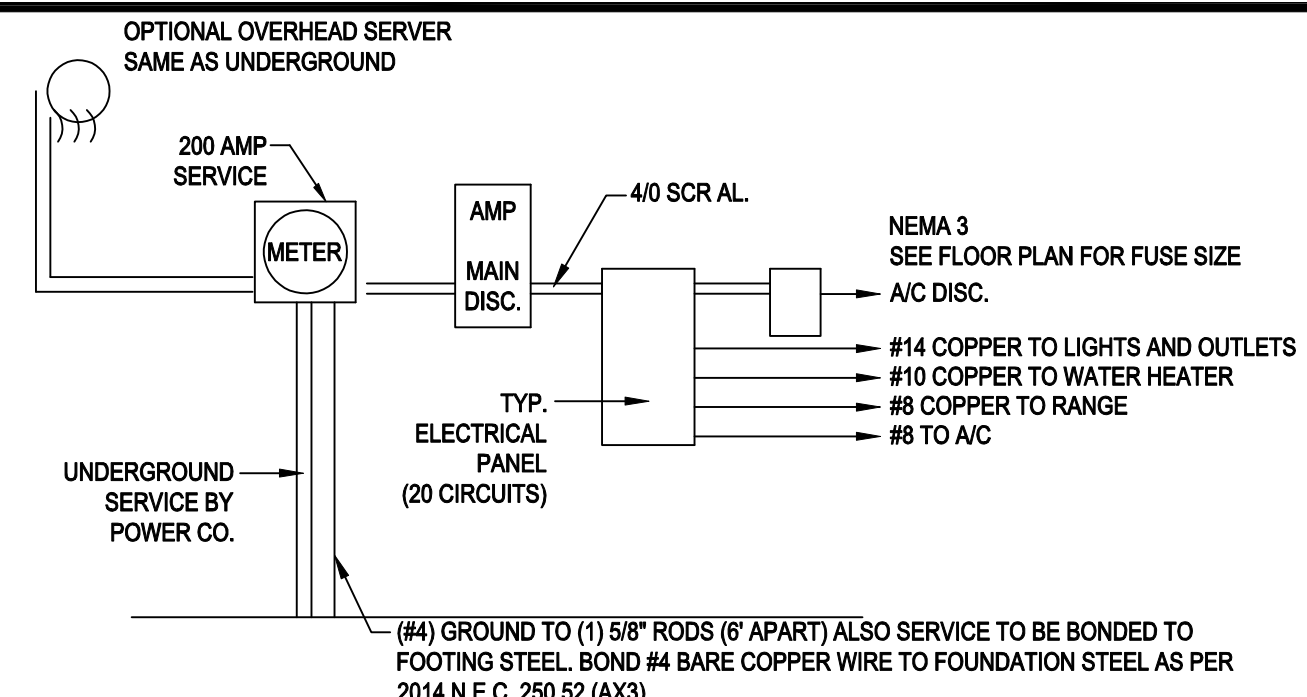 OPTIONAL OVERHEAD SERVER
SAME AS UNDERGROUND
200 AMP
SERVICE
METER
AMP
MAIN
DISC.
4/0 SCR AL.
NEMA 3
SEE FLOOR PLAN FOR FUSE SIZE
A/C DISC.
#14 COPPER TO LIGHTS AND OUTLETS
#10 COPPER TO WATER HEATER
#8 COPPER TO RANGE
#8 TO A/C
TYP.
ELECTRICAL
PANEL
(20 CIRCUITS)
UNDERGROUND
SERVICE BY
POWER CO.
(#4) GROUND TO (1) 5/8" RODS (6' APART) ALSO SERVICE TO BE BONDED TO
FOOTING STEEL. BOND #4 BARE COPPER WIRE TO FOUNDATION STEEL AS PER
2014 N.E.C. 250.52 (AX3)